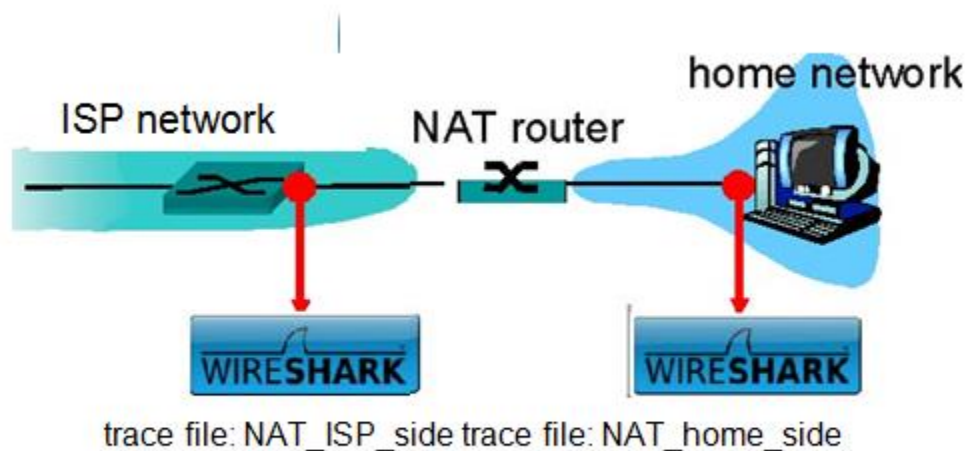 home network
ISP network
NAT router
WIRESHARK
WIRESHARK
trace file: NAT_ISP_side trace file: NAT_home_side